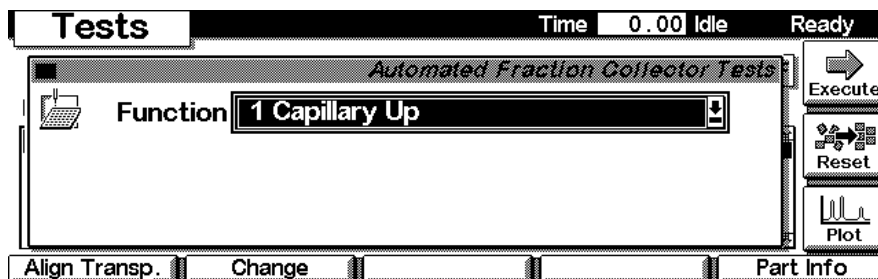 Tests
Time 0.00 Idle Ready
Automated Fraction Collector Tests
Function 1 Capillary Up
Execute
Reset
Plot
Align Transp. Change Part Info